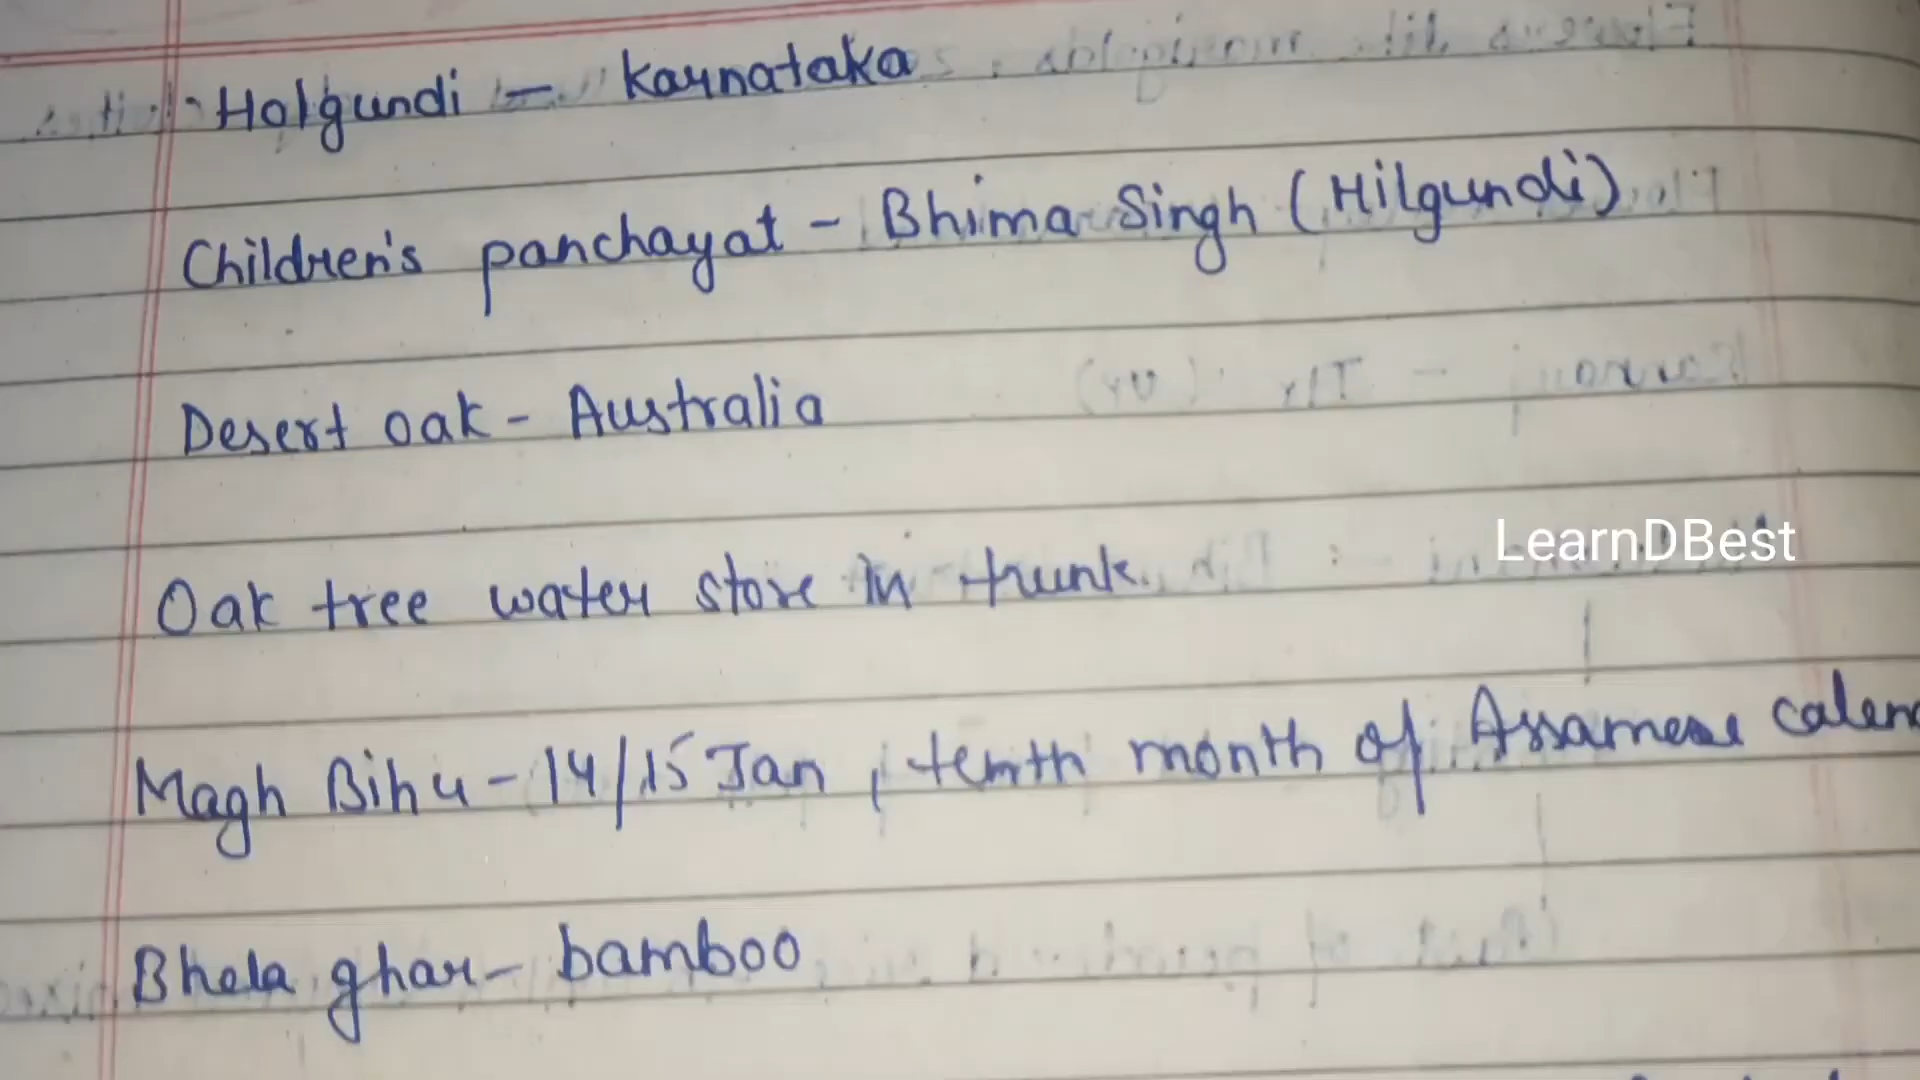 Holgundi - Karnataka
Children's panchayat - Bhima Singh (Hilgundi)
Desert oak - Australia
LearnDBest
Oak tree water store in trunk.
Magh Bihu - 14/15 Jan, tenth month of Assamese calend
Bhela ghar - bamboo